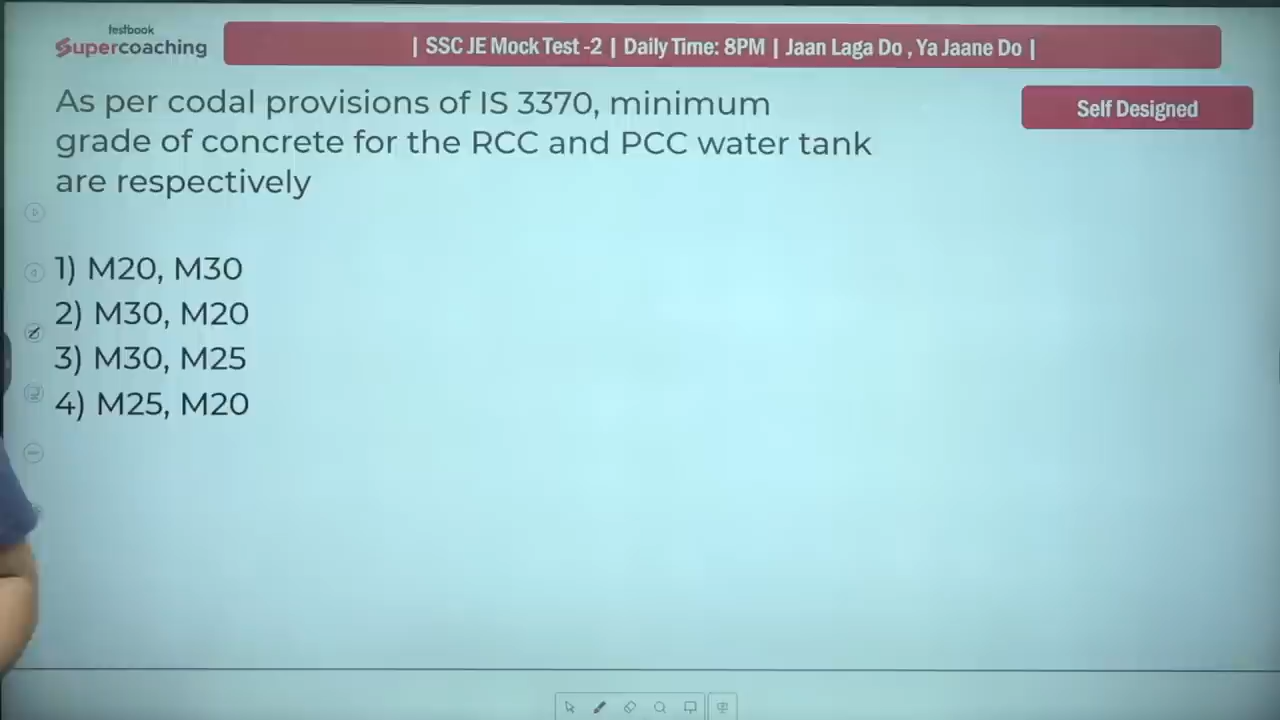 testbook
Supercoaching
| SSC JE Mock Test -2 | Daily Time: 8PM | Jaan Laga Do , Ya Jaane Do |
As per codal provisions of IS 3370, minimum
Self Designed
grade of concrete for the RCC and PCC water tank
are respectively
1) M20, M30
2) M30, M20
3) M30, M25
4) M25, M20